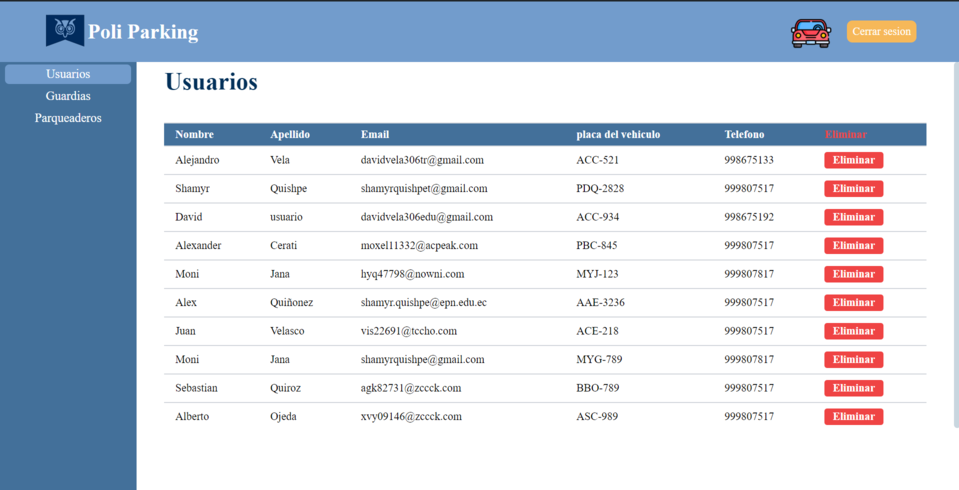 Poli Parking
Cerrar sesion
Usuarios
Guardias
Parqueaderos
Usuarios
Nombre Apellido Email placa del vehiculo Telefono Eliminar
Alejandro Vela davidvela306tr@gmail.com ACC-521 998675133 Eliminar
Shamyr Quishpe shamyrquishpet@gmail.com PDQ-2828 999807517 Eliminar
David usuario davidvela306edu@gmail.com ACC-934 998675192 Eliminar
Alexander Cerati moxel11332@acpeak.com PBC-845 999807517 Eliminar
Moni Jana hyq47798@nowni.com MYJ-123 999807817 Eliminar
Alex Quiñonez shamyr.quishpe@epn.edu.ec AAE-3236 999807517 Eliminar
Juan Velasco vis22691@tccho.com ACE-218 999807517 Eliminar
Moni Jana shamyrquishpe@gmail.com MYG-789 999807817 Eliminar
Sebastian Quiroz agk82731@zccck.com BBO-789 999807517 Eliminar
Alberto Ojeda xvy09146@zccck.com ASC-989 999807517 Eliminar